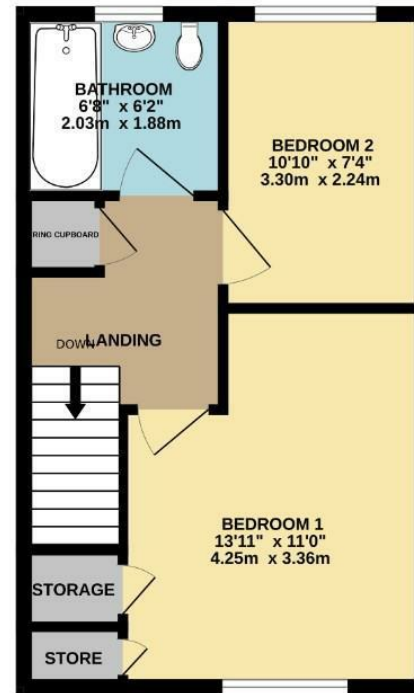 BATHROOM
6'8" x 6'2"
2.03m x 1.88m
BEDROOM 2
10'10" x 7'4"
3.30m x 2.24m
RING CUPBOARD
DOWN
LANDING
BEDROOM 1
13'11" x 11'0"
4.25m x 3.36m
STORAGE
STORE